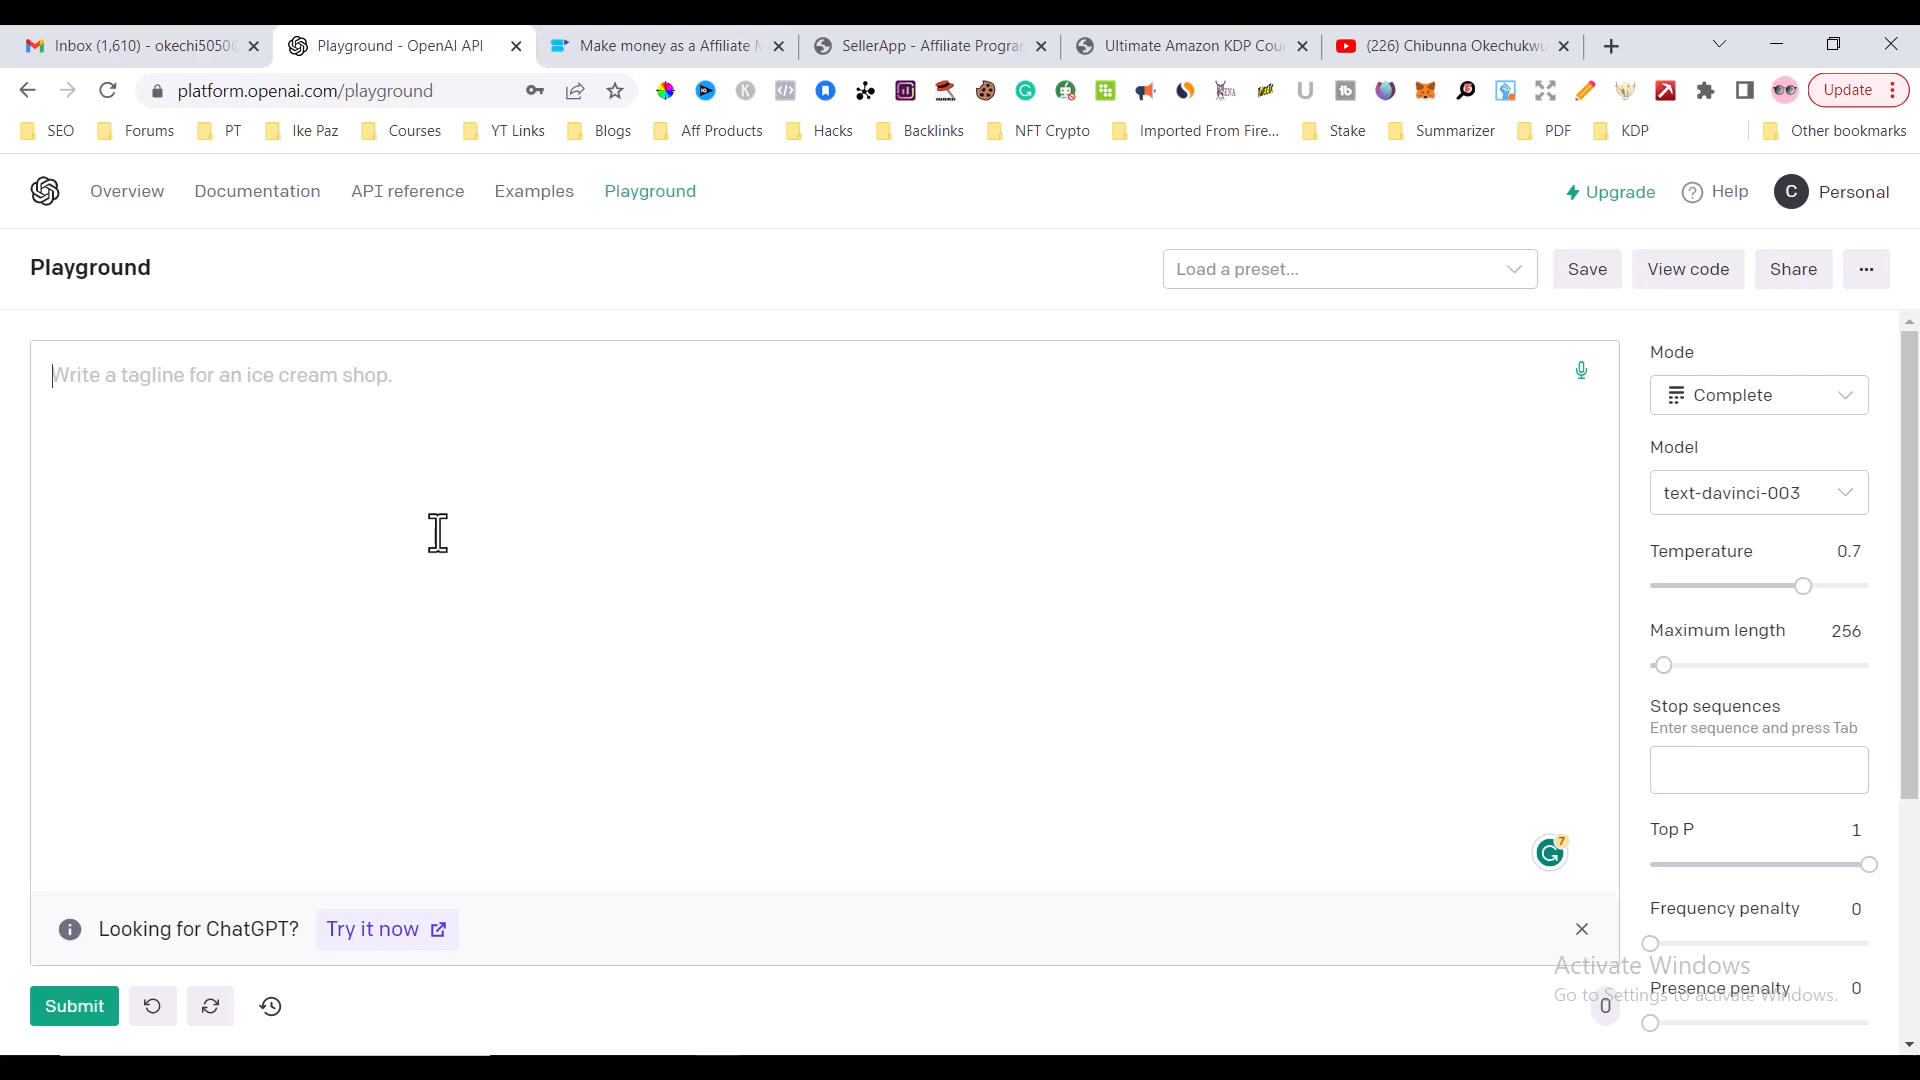 Inbox (1,610) - okechi5050
Playground - OpenAI API
Make money as a Affiliate
SellerApp - Affiliate Progra
Ultimate Amazon KDP Cou
(226) Chibunna Okechukwu
platform.openai.com/playground
Update
SEO
Forums
PT
Ike Paz
Courses
YT Links
Blogs
Aff Products
Hacks
Backlinks
NFT Crypto
Imported From Fire...
Stake
Summarizer
PDF
KDP
Other bookmarks
Overview
Documentation
API reference
Examples
Playground
Upgrade
Help
C
Personal
Playground
Load a preset...
Save
View code
Share
Write a tagline for an ice cream shop.
Mode
Complete
Model
text-davinci-003
Temperature 0.7
Maximum length 256
Stop sequences
Enter sequence and press Tab
Top P 1
7
Frequency penalty 0
Looking for ChatGPT? Try it now
Activate Windows
Go to Settings to activate Windows.
Presence penalty 0
Submit
0